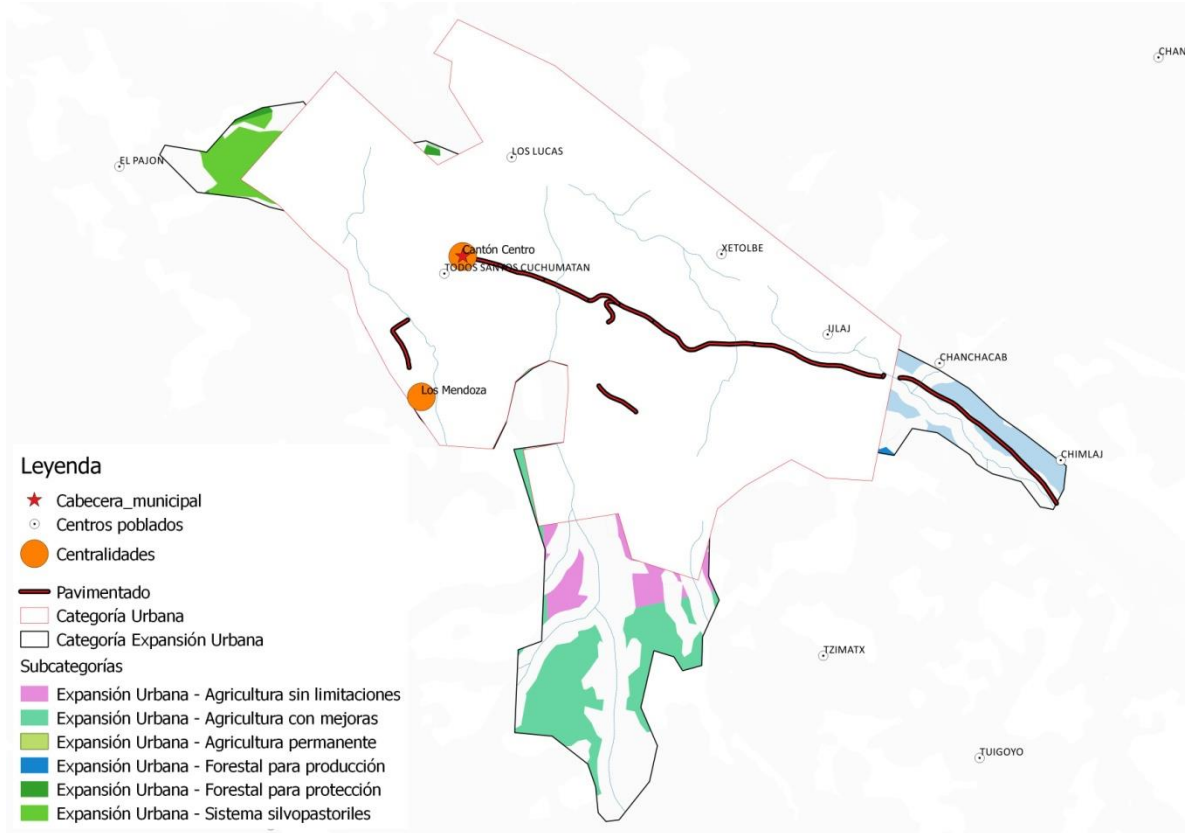 CHAN
LOS LUCAS
EL PAJON
Cantón Centro
XETOLBE
TODOS SANTOS CUCHUMATAN
IJLAJ
CHANCHACAB
Los Mendoza
CHIMLAJ
TZIMATX
TUIGOYO
Leyenda
Cabecera_municipal
Centros poblados
Centralidades
Pavimentado
Categoría Urbana
Categoría Expansión Urbana
Subcategorías
Expansión Urbana - Agricultura sin limitaciones
Expansión Urbana - Agricultura con mejoras
Expansión Urbana - Agricultura permanente
Expansión Urbana - Forestal para producción
Expansión Urbana - Forestal para protección
Expansión Urbana - Sistema silvopastoriles